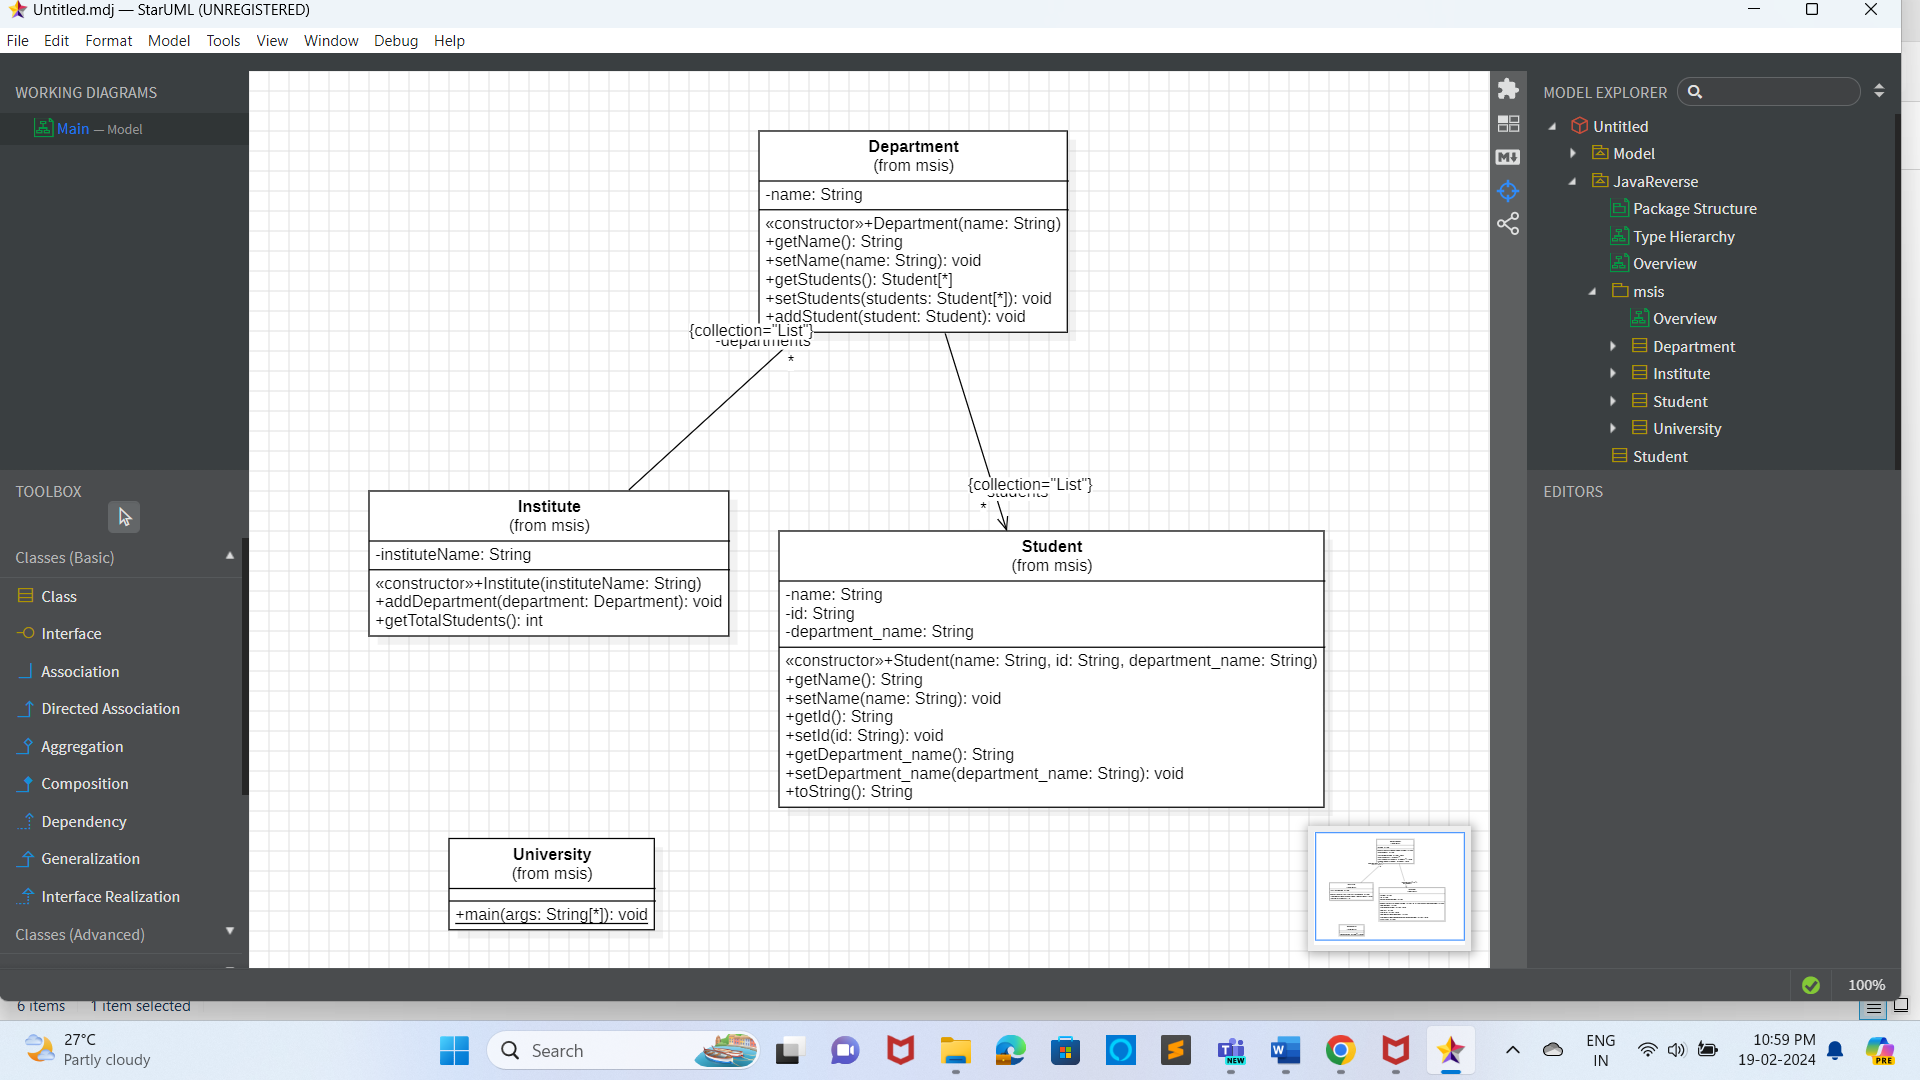 Untitled.mdj — StarUML (UNREGISTERED)
File Edit Format Model Tools View Window Debug Help
WORKING DIAGRAMS
Main — Model
TOOLBOX
Classes (Basic)
Class
Interface
Association
Directed Association
Aggregation
Composition
Dependency
Generalization
Interface Realization
Classes (Advanced)
Department
(from msis)
-name: String
«constructor»+Department(name: String)
+getName(): String
+setName(name: String): void
+getStudents(): Student[*]
+setStudents(students: Student[*]): void
+addStudent(student: Student): void
{collection="List"}
-departments
*
{collection="List"}
-students
*
Institute
(from msis)
-instituteName: String
«constructor»+Institute(instituteName: String)
+addDepartment(department: Department): void
+getTotalStudents(): int
Student
(from msis)
-name: String
-id: String
-department_name: String
«constructor»+Student(name: String, id: String, department_name: String)
+getName(): String
+setName(name: String): void
+getId(): String
+setId(id: String): void
+getDepartment_name(): String
+setDepartment_name(department_name: String): void
+toString(): String
University
(from msis)
+main(args: String[*]): void
MODEL EXPLORER
Untitled
Model
JavaReverse
Package Structure
Type Hierarchy
Overview
msis
Overview
Department
Institute
Student
University
Student
EDITORS
100%
6 items 1 item selected
27°C
Partly cloudy
Search
NEW
ENG
IN
10:59 PM
19-02-2024
PRE